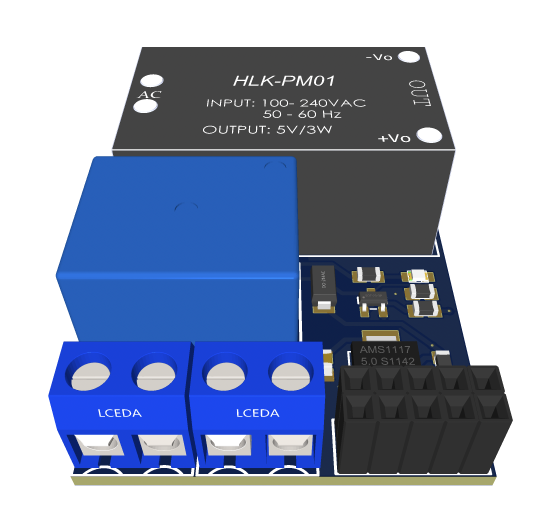 -Vo
HLK-PM01
AC
OUT
INPUT: 100- 240VAC
50 - 60 Hz
OUTPUT: 5V/3W
+Vo
AMS1117
5.0 S1142
LCEDA
LCEDA